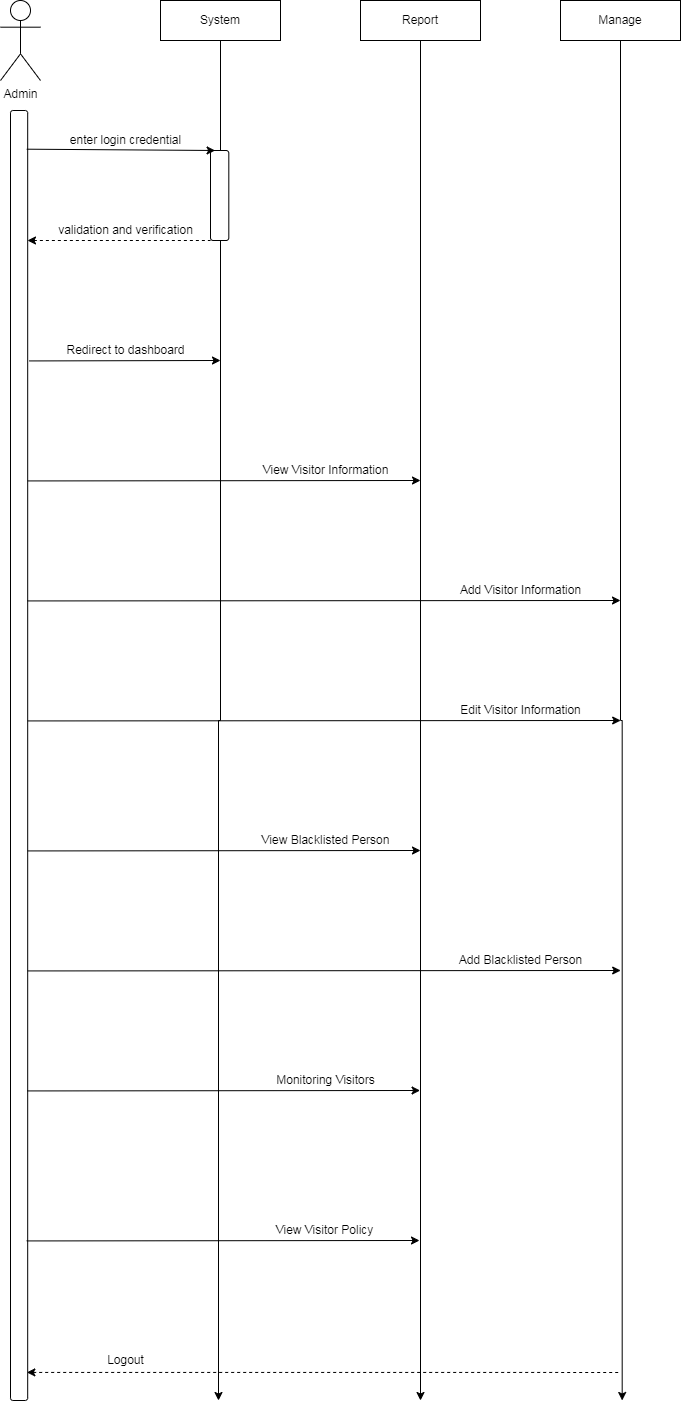 System
Report
Manage
Admin
enter login credential
validation and verification
Redirect to dashboard
View Visitor Information
Add Visitor Information
Edit Visitor Information
View Blacklisted Person
Add Blacklisted Person
Monitoring Visitors
View Visitor Policy
Logout